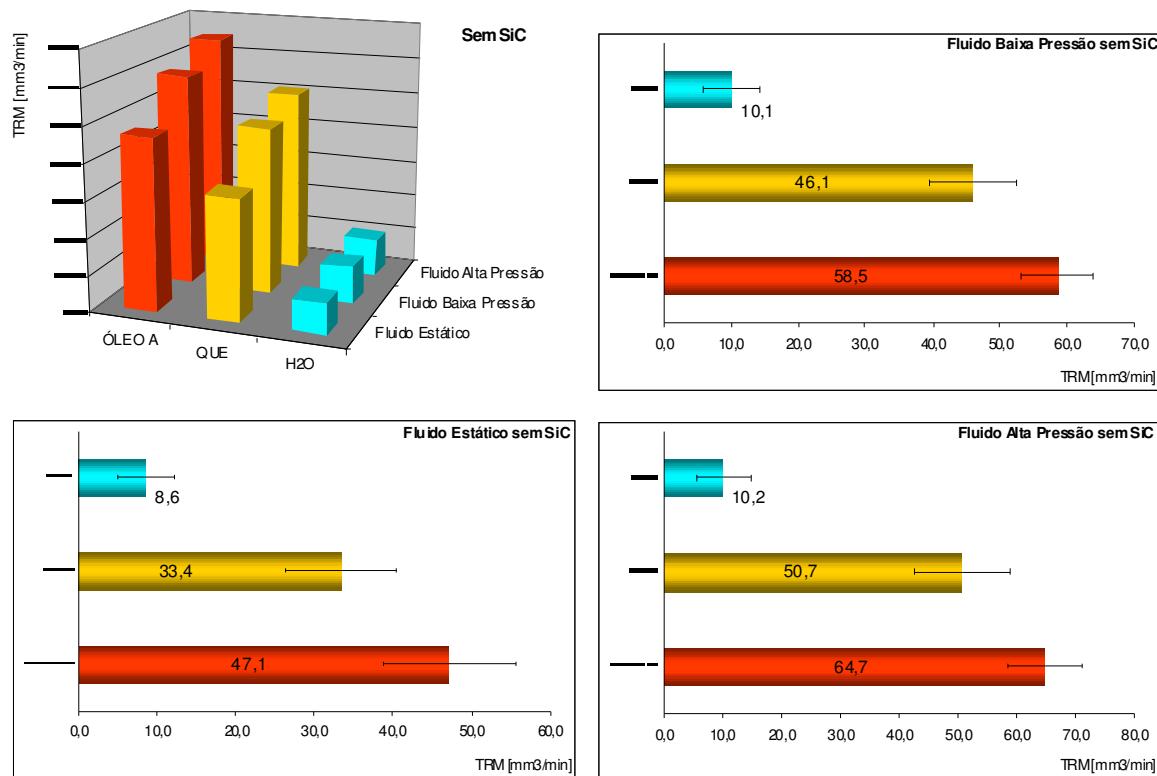 Sem SiC
TRM [mm3/min]
Fluido Alta Pressão
Fluido Baixa Pressão
Fluido Estático
ÓLEO A
QUE
H2O
Fluido Baixa Pressão sem SiC
10,1
46,1
58,5
0,0 10,0 20,0 30,0 40,0 50,0 60,0 70,0
TRM[mm3/min]
Fluido Estático sem SiC
8,6
33,4
47,1
0,0 10,0 20,0 30,0 40,0 50,0 60,0
TRM [mm3/min]
Fluido Alta Pressão sem SiC
10,2
50,7
64,7
0,0 10,0 20,0 30,0 40,0 50,0 60,0 70,0 80,0
TRM [mm3/min]